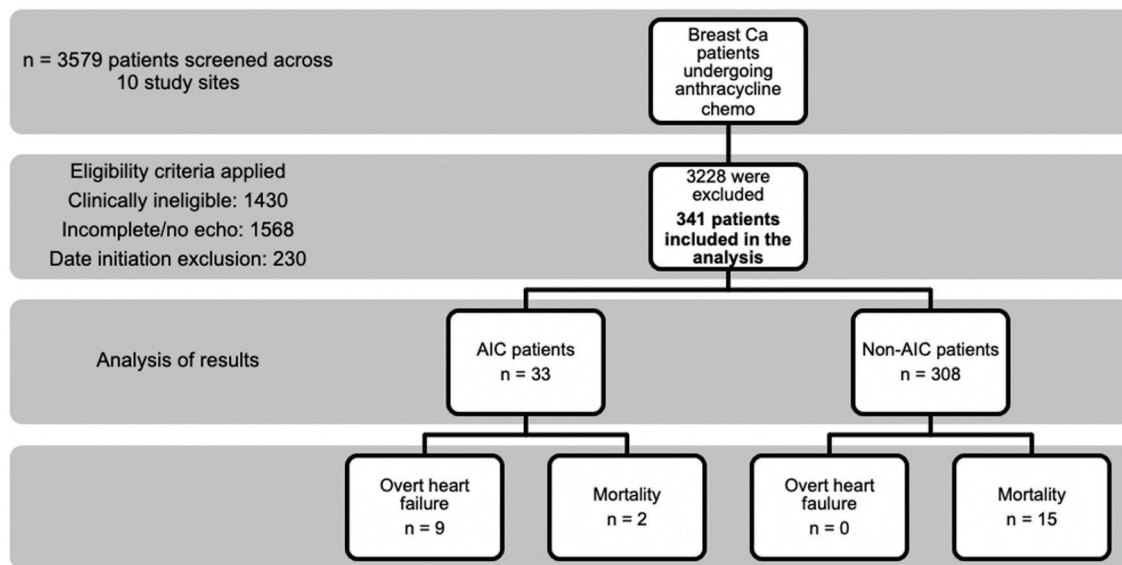 n = 3579 patients screened across
10 study sites
Breast Ca
patients
undergoing
anthracycline
chemo
Eligibility criteria applied
Clinically ineligible: 1430
Incomplete/no echo: 1568
Date initiation exclusion: 230
3228 were
excluded
341 patients
included in the
analysis
Analysis of results
AIC patients
n = 33
Non-AIC patients
n = 308
Overt heart
failure
n = 9
Mortality
n = 2
Overt heart
faulure
n = 0
Mortality
n = 15